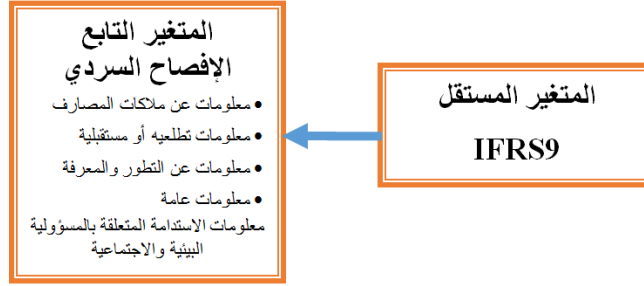 المتغير المستقل
IFRS9
المتغير التابع
الإفصاح السردي
• معلومات عن ملاكات المصارف
• معلومات تطلعيه أو مستقبلية
• معلومات عن التطور والمعرفة
• معلومات عامة
معلومات الاستدامة المتعلقة بالمسؤولية
البيئية والاجتماعية